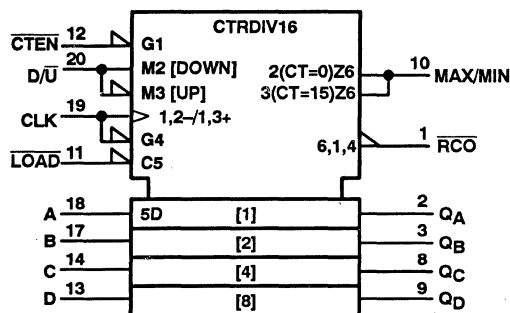 CTRDIV16
CTEN 12 G1
D/U 20 M2 [DOWN] 2(CT=0)Z6 10 MAX/MIN
M3 [UP] 3(CT=15)Z6
CLK 19 1,2–/1,3+
G4 6,1,4 1 RCO
LOAD 11 C5
A 18 5D [1] 2 QA
B 17 [2] 3 QB
C 14 [4] 8 QC
D 13 [8] 9 QD